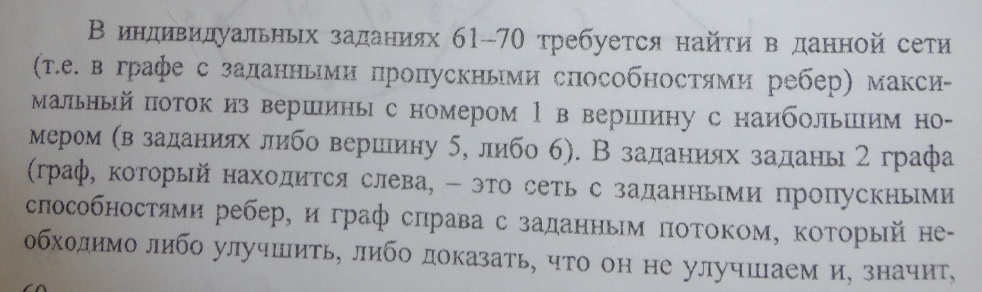 В индивидуальных заданиях 61–70 требуется найти в данной сети
(т.е. в графе с заданными пропускными способностями ребер) макси-
мальный поток из вершины с номером 1 в вершину с наибольшим но-
мером (в заданиях либо вершину 5, либо 6). В заданиях заданы 2 графа
(граф, который находится слева, – это сеть с заданными пропускными
способностями ребер, и граф справа с заданным потоком, который не-
обходимо либо улучшить, либо доказать, что он не улучшаем и, значит,